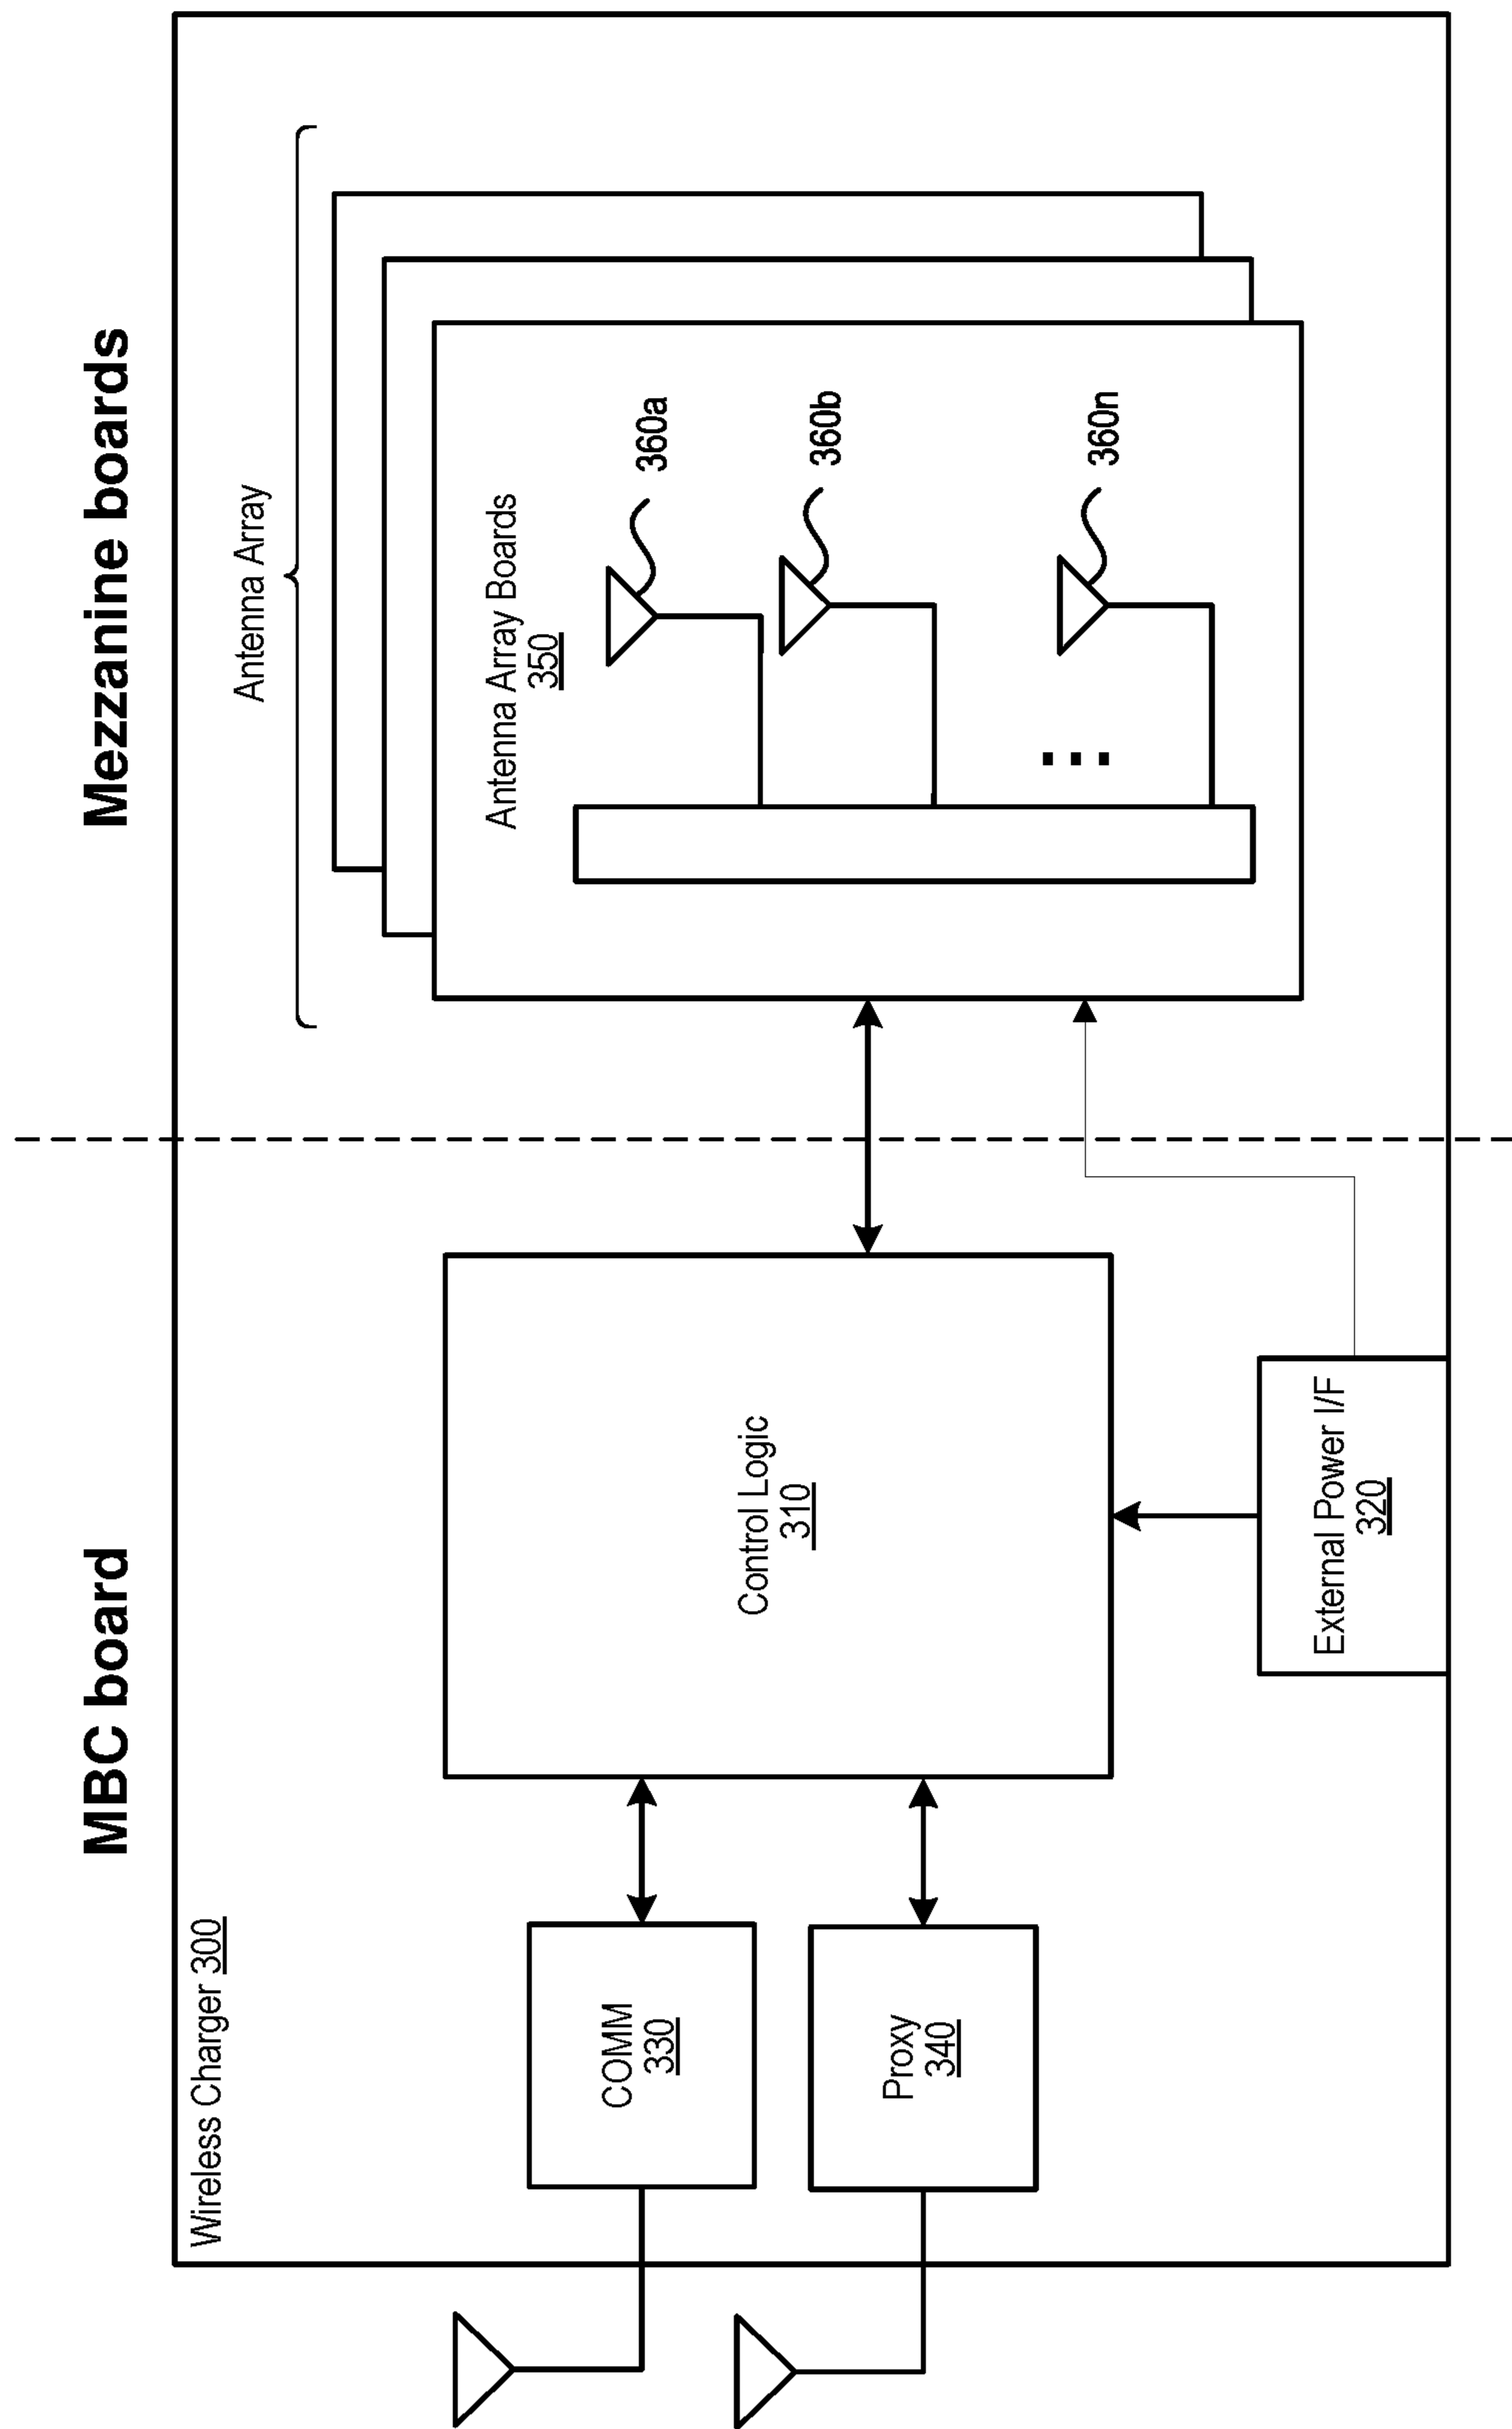 MBC board
Mezzanine boards
Wireless Charger 300
Antenna Array
Antenna Array Boards
350
360a
360b
360n
...
COMM
330
Control Logic
310
Proxy
340
External Power I/F
320